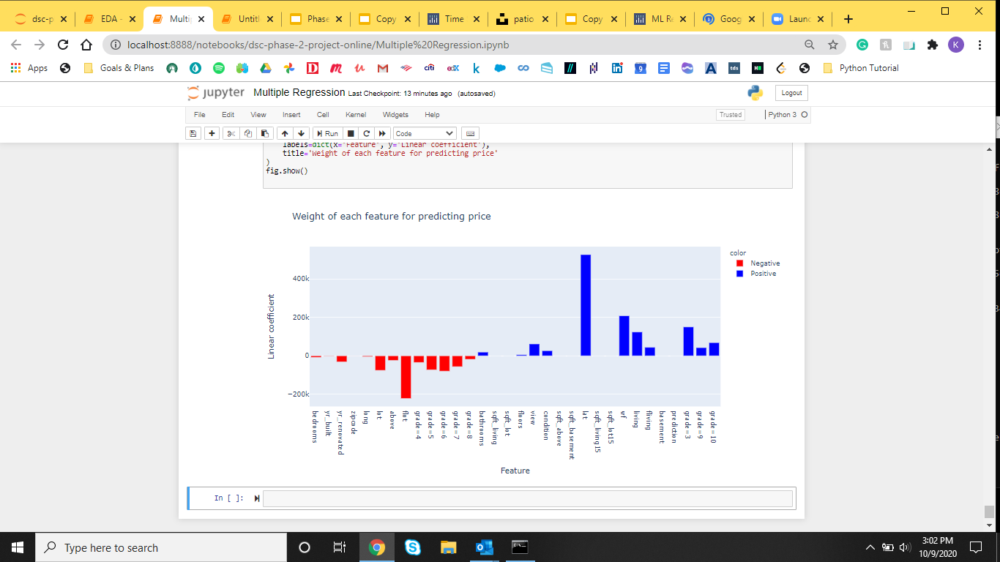 dsc-p
EDA -
Multip
Untitl
Phase
Copy
Time
patio
Copy
ML Re
Goog
Launc
localhost:8888/notebooks/dsc-phase-2-project-online/Multiple%20Regression.ipynb
K
Apps
Goals & Plans
citi
edX
k
tds
Python Tutorial
jupyter Multiple Regression Last Checkpoint: 13 minutes ago (autosaved)
Logout
File Edit View Insert Cell Kernel Widgets Help
Trusted
Python 3
Run
Code
labels=dict(x='Feature', y='Linear coefficient'),
title='Weight of each feature for predicting price'
)
fig.show()
Weight of each feature for predicting price
color
Negative
Positive
400k
200k
0
−200k
Linear coefficient
bedrooms
yr_built
yr_renovated
zipcode
long
lot
above
flot
grade=4
grade=5
grade=6
grade=7
grade=8
bathrooms
sqft_living
sqft_lot
floors
view
condition
sqft_above
sqft_basement
lat
sqft_living15
sqft_lot15
wf
living
fliving
basement
prediction
grade=3
grade=9
grade=10
Feature
In [ ]:
Type here to search
3:02 PM
10/9/2020